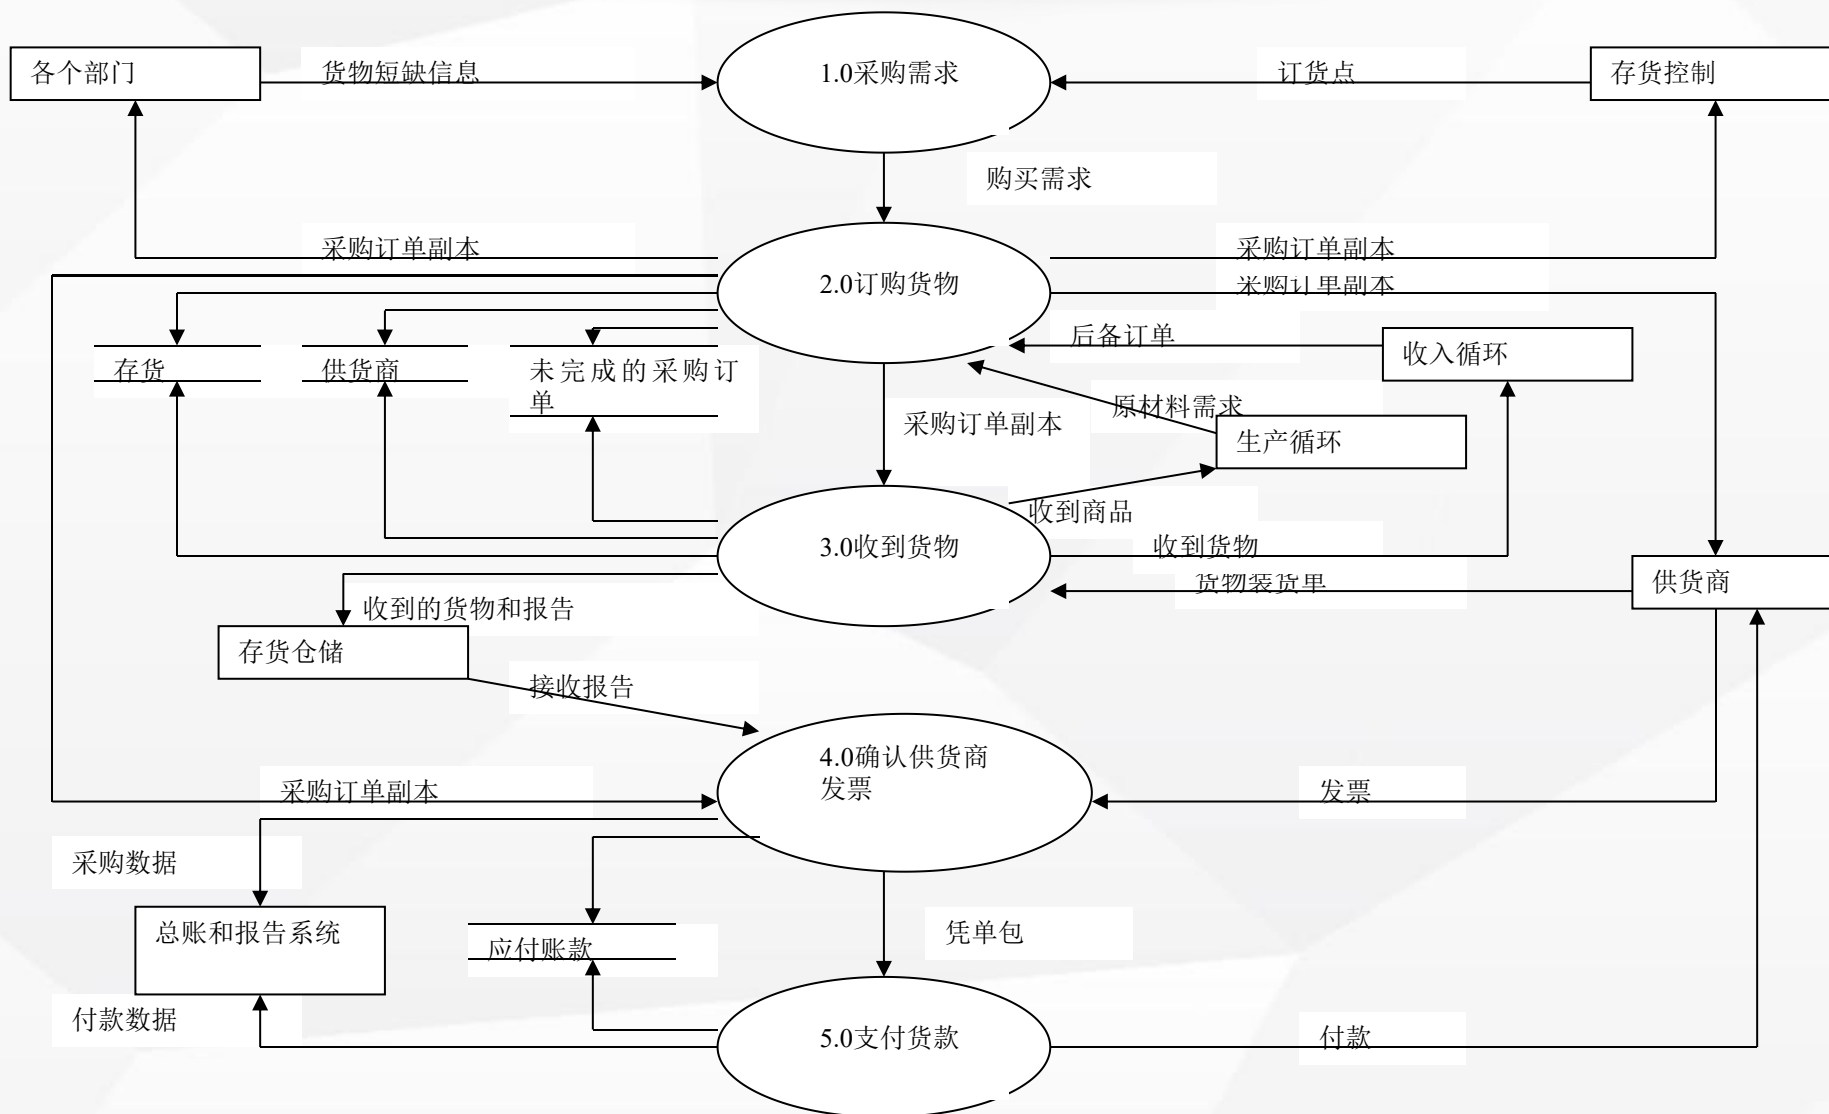 各个部门
货物短缺信息
1.0采购需求
订货点
存货控制
购买需求
采购订单副本
采购订单副本
2.0订购货物
采购订单副本
后备订单
收入循环
存货
供货商
未完成的采购订
单
原材料需求
采购订单副本
生产循环
收到商品
3.0收到货物
收到货物
货物装货单
供货商
收到的货物和报告
存货仓储
接收报告
4.0确认供货商
发票
采购订单副本
发票
采购数据
总账和报告系统
应付账款
凭单包
付款数据
5.0支付货款
付款